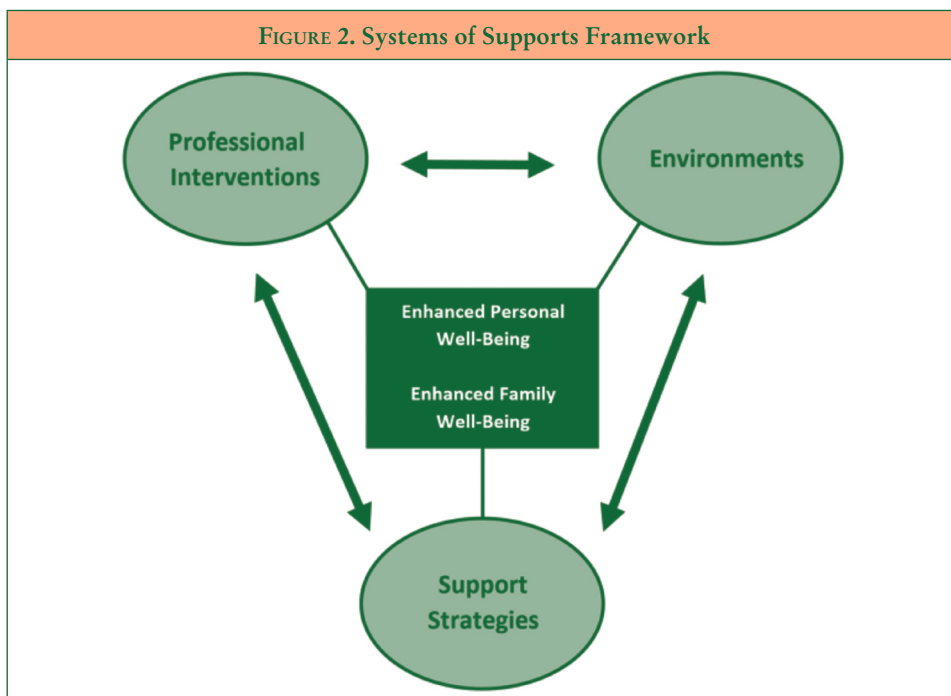 FIGURE 2. Systems of Supports Framework
Professional
Interventions
Environments
Enhanced Personal
Well-Being
Enhanced Family
Well-Being
Support
Strategies